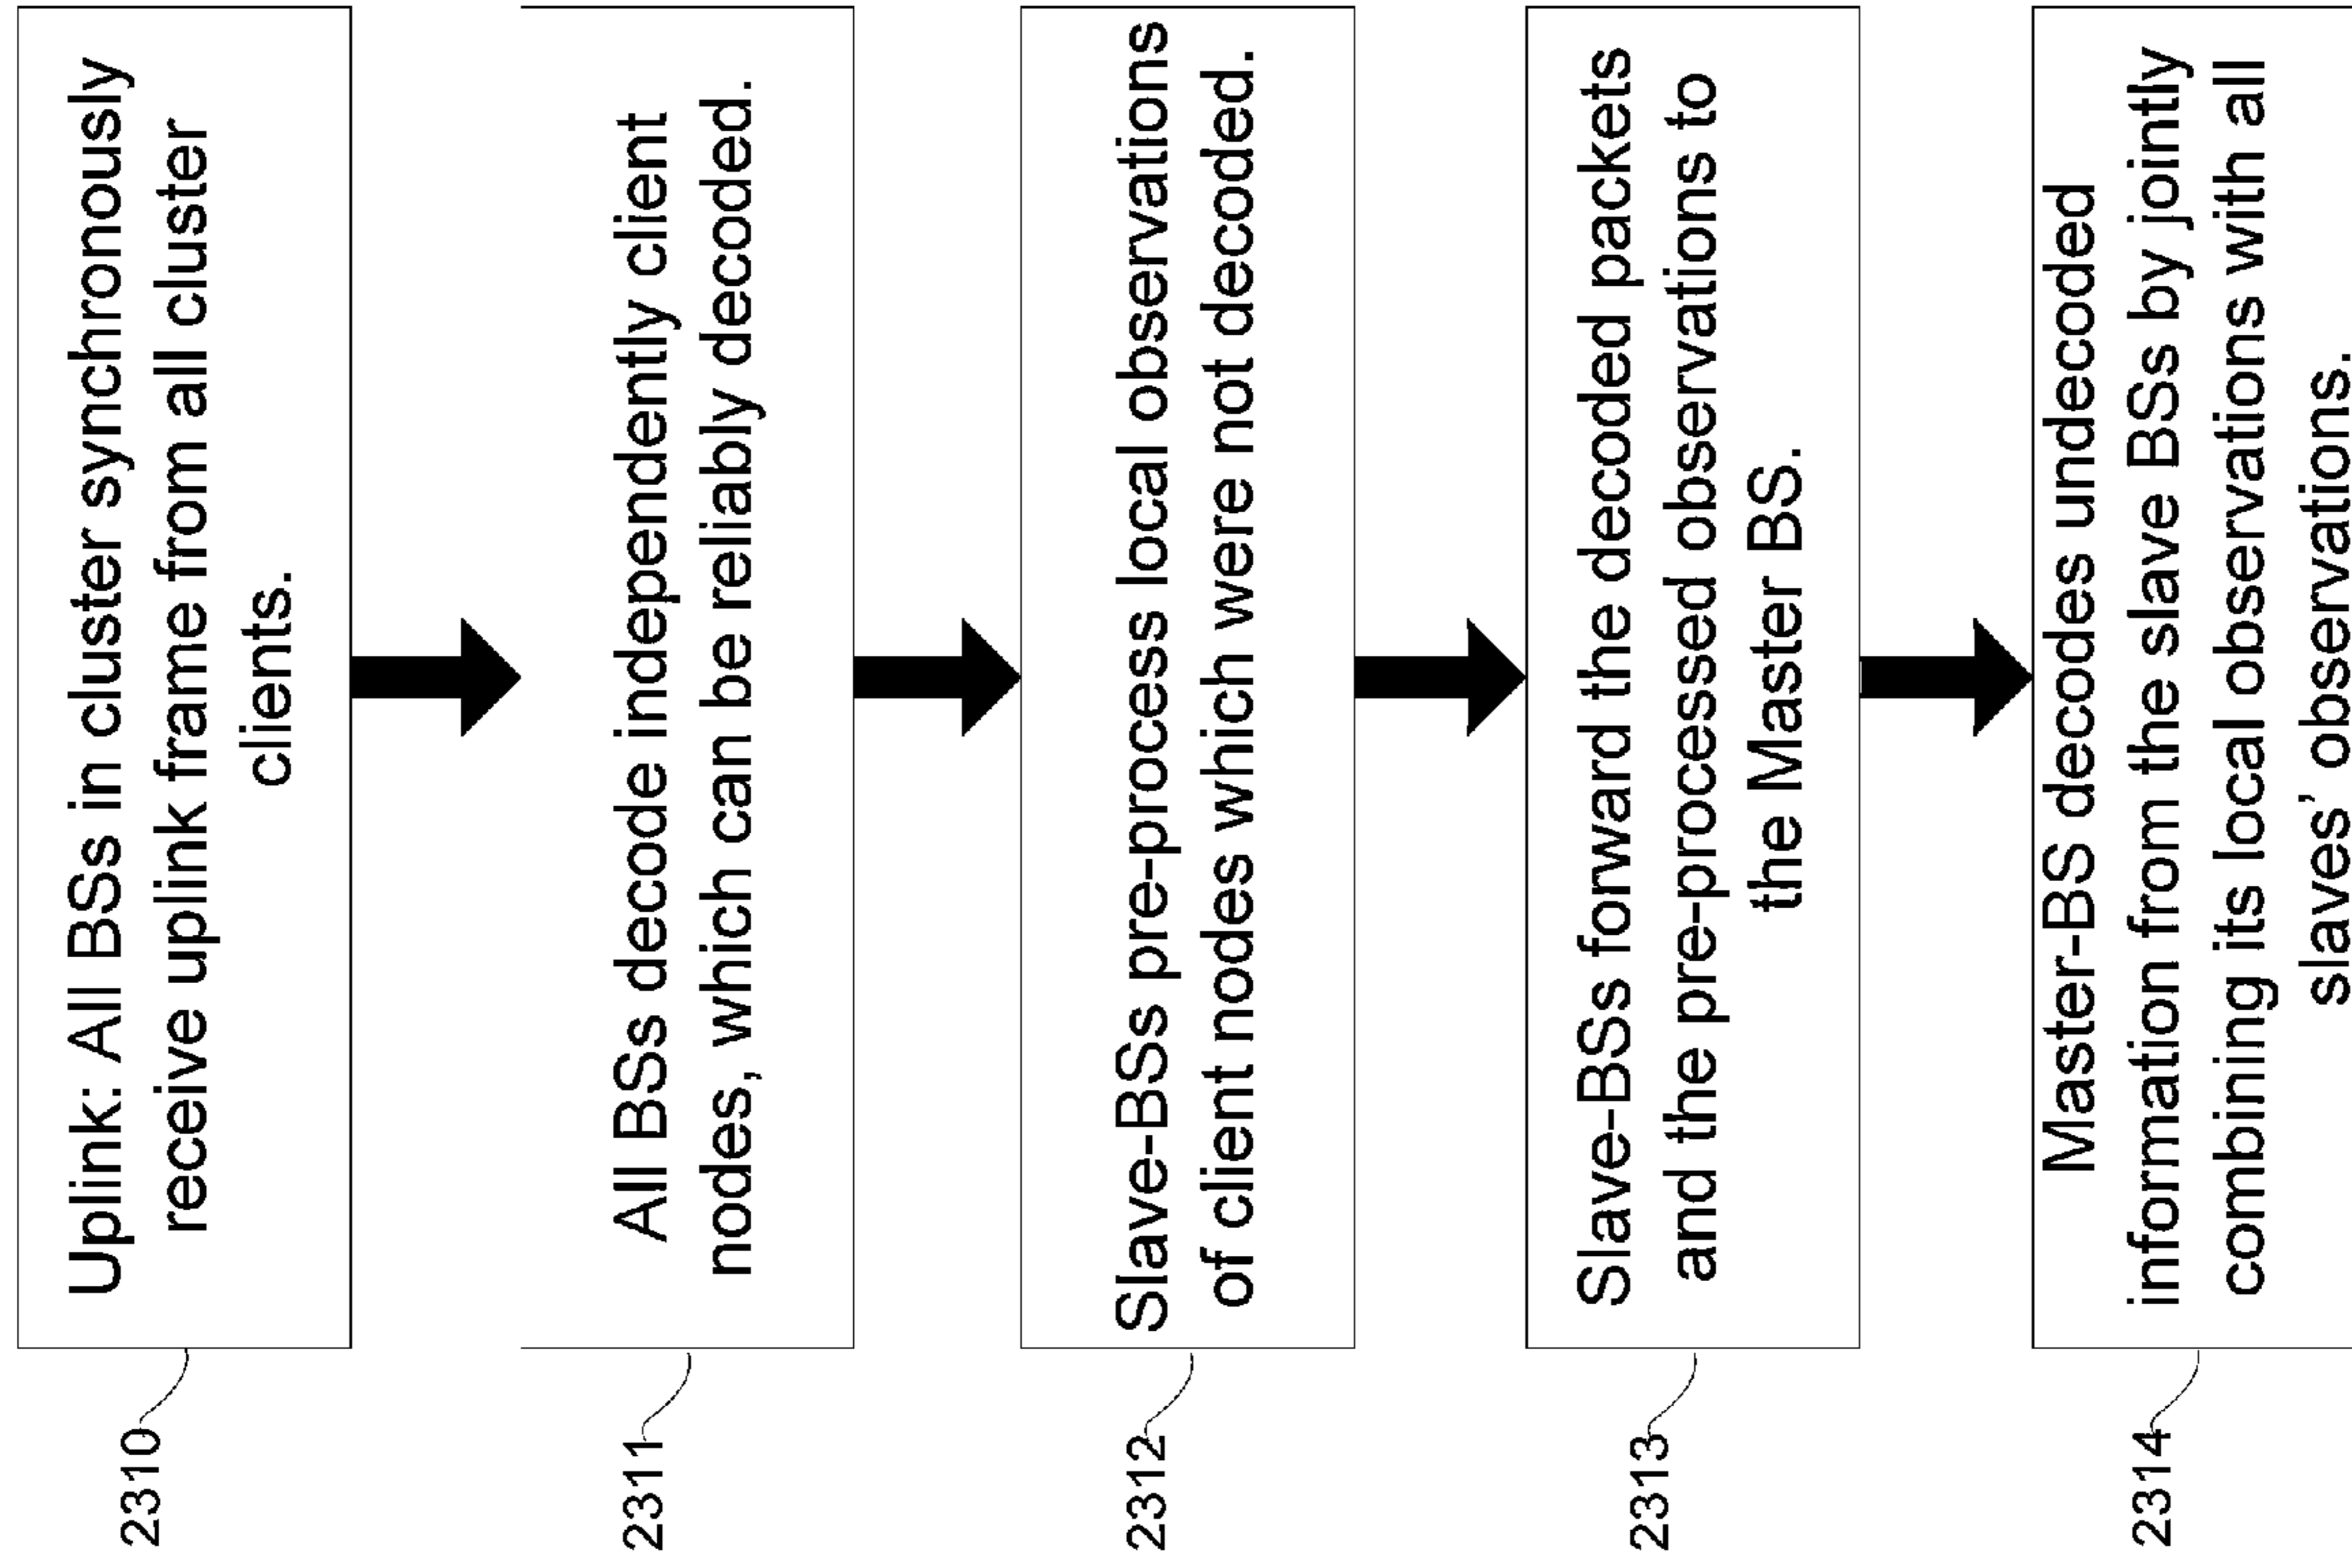 Uplink: All BSs in cluster synchronously
receive uplink frame from all cluster
clients.
2310
All BSs decode independently client
nodes, which can be reliably decoded.
2311
Slave-BSs pre-process local observations
of client nodes which were not decoded.
2312
Slave-BSs forward the decoded packets
and the pre-processed observations to
the Master BS.
2313
Master-BS decodes undecoded
information from the slave BSs by jointly
combining its local observations with all
slaves' observations.
2314